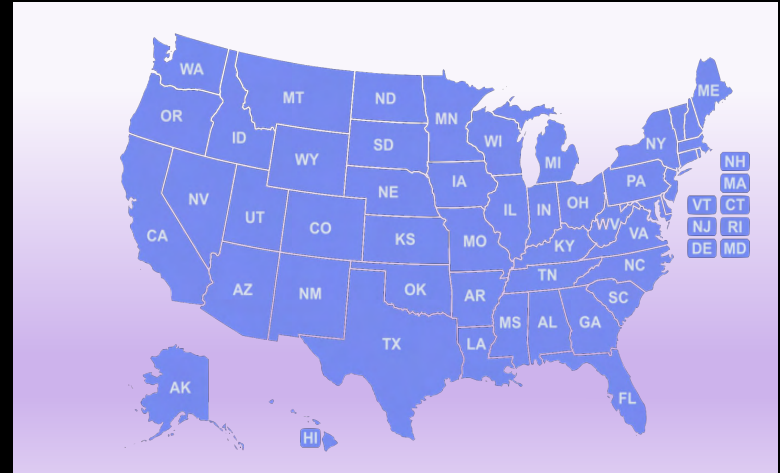 WA
MT
ND
MN
ME
OR
ID
SD
WI
MI
NY
WY
NE
IA
PA
NH
NV
UT
CO
KS
MO
IL
IN
OH
WV
VA
MA
VT CT
NJ RI
DE MD
CA
KY
NC
AZ
NM
OK
AR
TN
SC
TX
LA
MS
AL
GA
AK
FL
HI